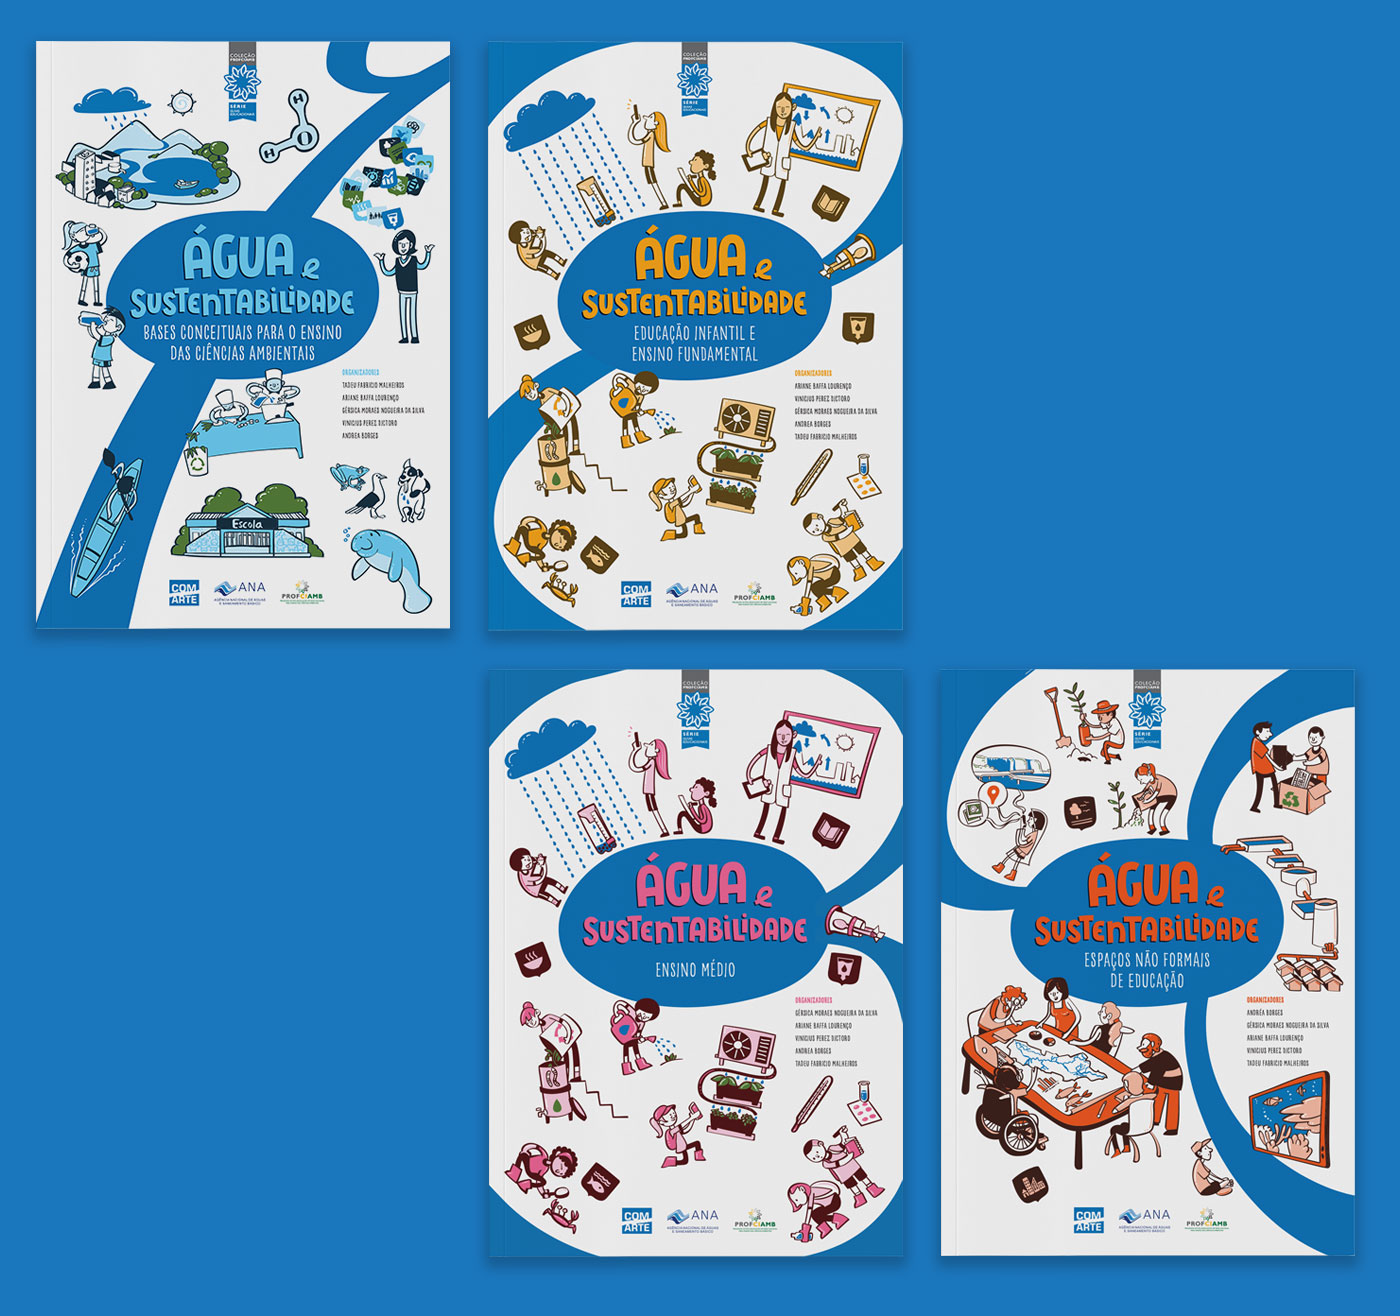 COLEÇÃO
PROFCIAMB
SÉRIE
GUIAS
EDUCACIONAIS
H
O
H
ÁGUA e
SUSTENTABILIDADE
BASES CONCEITUAIS PARA O ENSINO
DAS CIÊNCIAS AMBIENTAIS
ORGANIZADORES
TADEU FABRICIO MALHEIROS
ARIANE BAFFA LOURENÇO
GÉRSICA MORAES NOGUEIRA DA SILVA
VINICIUS PEREZ DICTORO
ANDREA BORGES
Escola
COM
ARTE
ANA
AGÊNCIA NACIONAL DE ÁGUAS
E SANEAMENTO BÁSICO
PROFCIAMB
COLEÇÃO
PROFCIAMB
SÉRIE
GUIAS
EDUCACIONAIS
ÁGUA e
SUSTENTABILIDADE
EDUCAÇÃO INFANTIL E
ENSINO FUNDAMENTAL
ORGANIZADORES
ARIANE BAFFA LOURENÇO
VINICIUS PEREZ DICTORO
GÉRSICA MORAES NOGUEIRA DA SILVA
ANDREA BORGES
TADEU FABRICIO MALHEIROS
COM
ARTE
ANA
AGÊNCIA NACIONAL DE ÁGUAS
E SANEAMENTO BÁSICO
PROFCIAMB
COLEÇÃO
PROFCIAMB
SÉRIE
GUIAS
EDUCACIONAIS
ÁGUA e
SUSTENTABILIDADE
ENSINO MÉDIO
ORGANIZADORES
GÉRSICA MORAES NOGUEIRA DA SILVA
ARIANE BAFFA LOURENÇO
VINICIUS PEREZ DICTORO
ANDREA BORGES
TADEU FABRICIO MALHEIROS
COM
ARTE
ANA
AGÊNCIA NACIONAL DE ÁGUAS
E SANEAMENTO BÁSICO
PROFCIAMB
COLEÇÃO
PROFCIAMB
SÉRIE
GUIAS
EDUCACIONAIS
ÁGUA e
SUSTENTABILIDADE
ESPAÇOS NÃO FORMAIS
DE EDUCAÇÃO
ORGANIZADORES
ANDRÉA BORGES
GÉRSICA MORAES NOGUEIRA DA SILVA
ARIANE BAFFA LOURENÇO
VINICIUS PEREZ DICTORO
TADEU FABRICIO MALHEIROS
COM
ARTE
ANA
AGÊNCIA NACIONAL DE ÁGUAS
E SANEAMENTO BÁSICO
PROFCIAMB